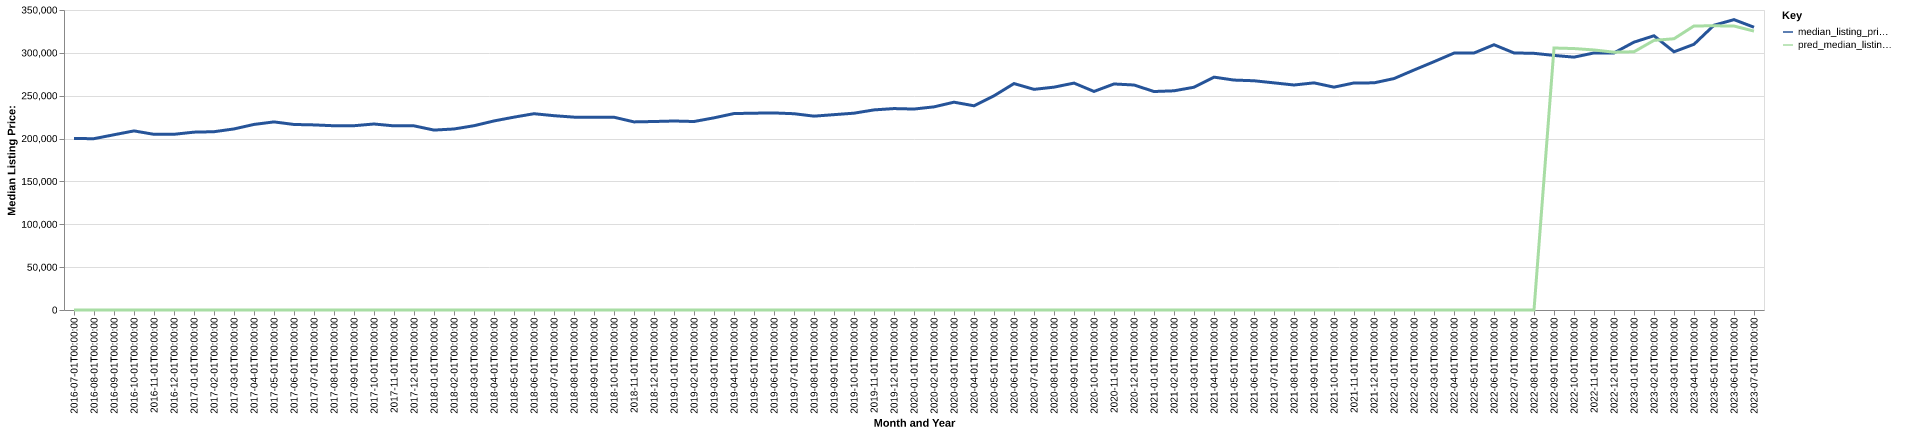 350,000
300,000
250,000
200,000
150,000
100,000
50,000
0
Median Listing Price:
2016-07-01T00:00:00
2016-08-01T00:00:00
2016-09-01T00:00:00
2016-10-01T00:00:00
2016-11-01T00:00:00
2016-12-01T00:00:00
2017-01-01T00:00:00
2017-02-01T00:00:00
2017-03-01T00:00:00
2017-04-01T00:00:00
2017-05-01T00:00:00
2017-06-01T00:00:00
2017-07-01T00:00:00
2017-08-01T00:00:00
2017-09-01T00:00:00
2017-10-01T00:00:00
2017-11-01T00:00:00
2017-12-01T00:00:00
2018-01-01T00:00:00
2018-02-01T00:00:00
2018-03-01T00:00:00
2018-04-01T00:00:00
2018-05-01T00:00:00
2018-06-01T00:00:00
2018-07-01T00:00:00
2018-08-01T00:00:00
2018-09-01T00:00:00
2018-10-01T00:00:00
2018-11-01T00:00:00
2018-12-01T00:00:00
2019-01-01T00:00:00
2019-02-01T00:00:00
2019-03-01T00:00:00
2019-04-01T00:00:00
2019-05-01T00:00:00
2019-06-01T00:00:00
2019-07-01T00:00:00
2019-08-01T00:00:00
2019-09-01T00:00:00
2019-10-01T00:00:00
2019-11-01T00:00:00
2019-12-01T00:00:00
2020-01-01T00:00:00
2020-02-01T00:00:00
2020-03-01T00:00:00
2020-04-01T00:00:00
2020-05-01T00:00:00
2020-06-01T00:00:00
2020-07-01T00:00:00
2020-08-01T00:00:00
2020-09-01T00:00:00
2020-10-01T00:00:00
2020-11-01T00:00:00
2020-12-01T00:00:00
2021-01-01T00:00:00
2021-02-01T00:00:00
2021-03-01T00:00:00
2021-04-01T00:00:00
2021-05-01T00:00:00
2021-06-01T00:00:00
2021-07-01T00:00:00
2021-08-01T00:00:00
2021-09-01T00:00:00
2021-10-01T00:00:00
2021-11-01T00:00:00
2021-12-01T00:00:00
2022-01-01T00:00:00
2022-02-01T00:00:00
2022-03-01T00:00:00
2022-04-01T00:00:00
2022-05-01T00:00:00
2022-06-01T00:00:00
2022-07-01T00:00:00
2022-08-01T00:00:00
2022-09-01T00:00:00
2022-10-01T00:00:00
2022-11-01T00:00:00
2022-12-01T00:00:00
2023-01-01T00:00:00
2023-02-01T00:00:00
2023-03-01T00:00:00
2023-04-01T00:00:00
2023-05-01T00:00:00
2023-06-01T00:00:00
2023-07-01T00:00:00
Month and Year
Key
median_listing_pri…
pred_median_listin…